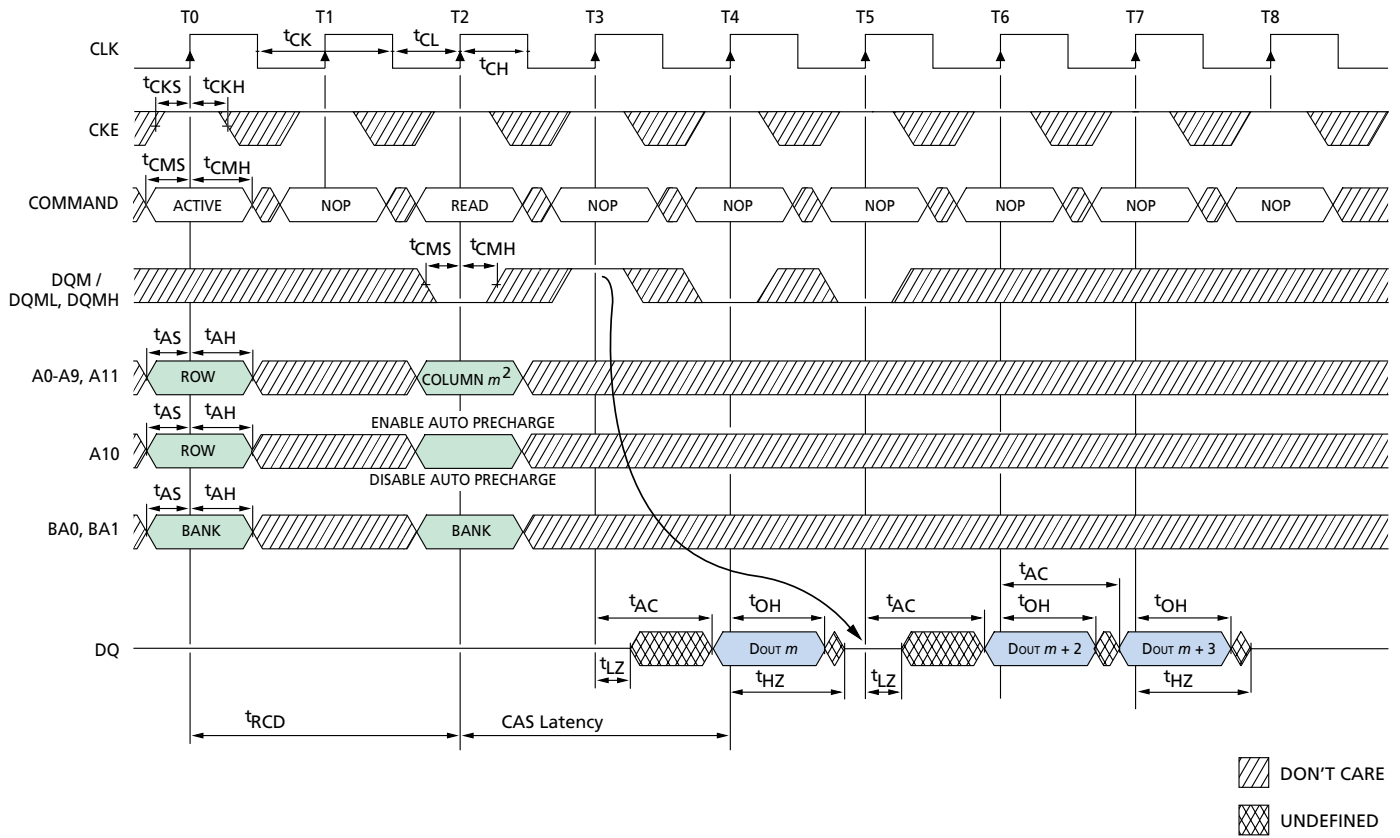 T0 T1 T2 T3 T4 T5 T6 T7 T8
CLK
tCK
tCL
tCH
tCKS
tCKH
CKE
tCMS
tCMH
COMMAND
ACTIVE NOP READ NOP NOP NOP NOP NOP NOP
tCMS
tCMH
DQM /
DQML, DQMH
tAS
tAH
A0-A9, A11
ROW
COLUMN m2
ENABLE AUTO PRECHARGE
tAS
tAH
A10
ROW
DISABLE AUTO PRECHARGE
tAS
tAH
BA0, BA1
BANK
BANK
tAC
tOH
tAC
tAC
tOH
tOH
DQ
DOUT m
DOUT m + 2
DOUT m + 3
tLZ
tHZ
tLZ
tHZ
tRCD
CAS Latency
DON'T CARE
UNDEFINED